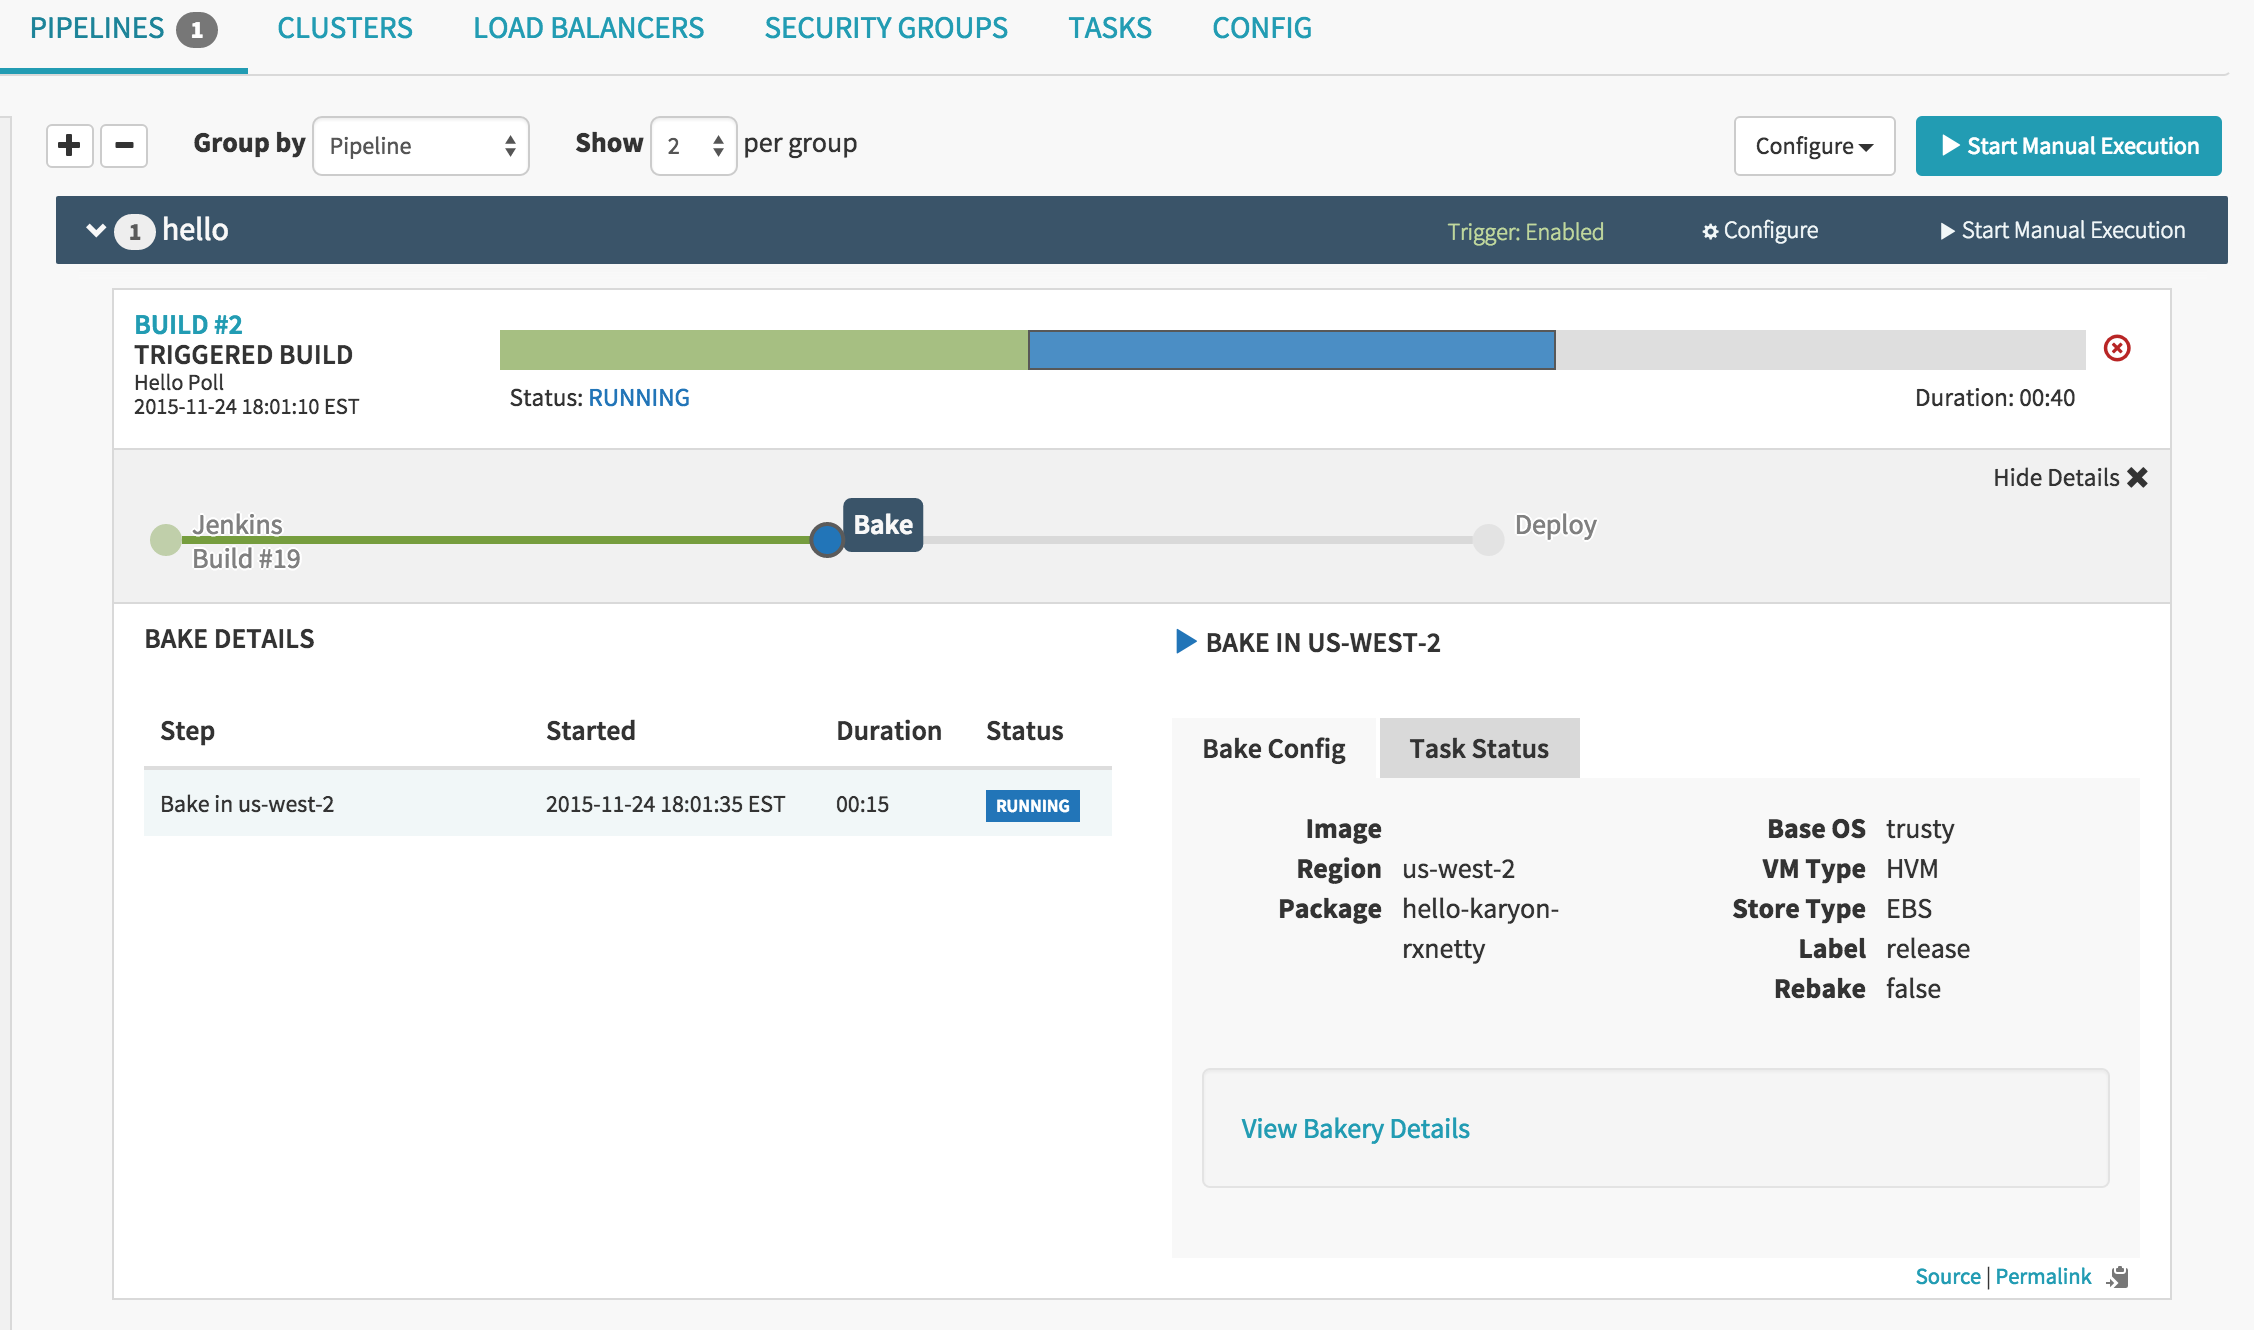 PIPELINES 1 CLUSTERS LOAD BALANCERS SECURITY GROUPS TASKS CONFIG
Group by Pipeline Show 2 per group Configure Start Manual Execution
1 hello Trigger: Enabled Configure Start Manual Execution
BUILD #2
TRIGGERED BUILD
Hello Poll
2015-11-24 18:01:10 EST
Status: RUNNING Duration: 00:40
Hide Details
Jenkins
Build #19
Bake
Deploy
BAKE DETAILS
Step Started Duration Status
Bake in us-west-2 2015-11-24 18:01:35 EST 00:15 RUNNING
BAKE IN US-WEST-2
Bake Config Task Status
Image
Region us-west-2
Package hello-karyon-
rxnetty
Base OS trusty
VM Type HVM
Store Type EBS
Label release
Rebake false
View Bakery Details
Source | Permalink